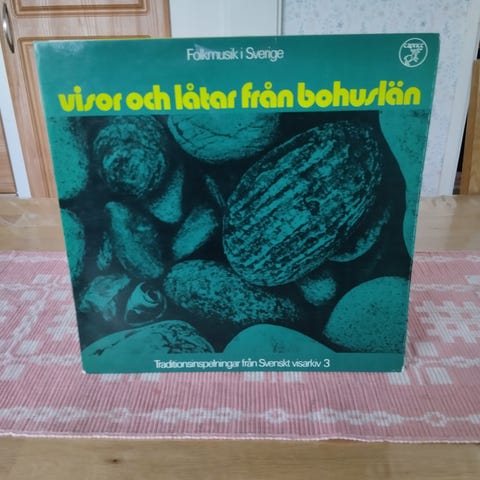 Folkmusik i Sverige
caprice
visor och låtar från bohuslän
Traditionsinspelningar från Svenskt visarkiv 3